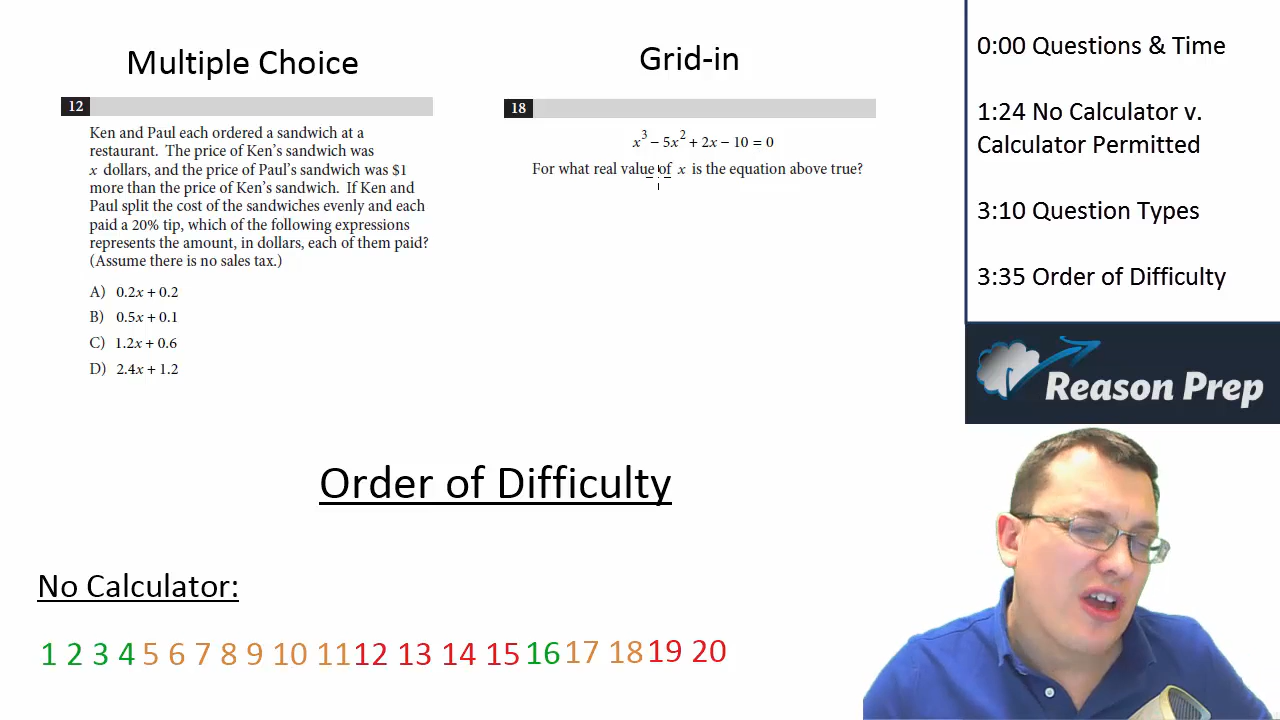 Multiple Choice
12
Ken and Paul each ordered a sandwich at a
restaurant. The price of Ken's sandwich was
x dollars, and the price of Paul's sandwich was $1
more than the price of Ken's sandwich. If Ken and
Paul split the cost of the sandwiches evenly and each
paid a 20% tip, which of the following expressions
represents the amount, in dollars, each of them paid?
(Assume there is no sales tax.)
A) 0.2x + 0.2
B) 0.5x + 0.1
C) 1.2x + 0.6
D) 2.4x + 1.2
Grid-in
18
x³ − 5x² + 2x − 10 = 0
For what real value of x is the equation above true?
0:00 Questions & Time
1:24 No Calculator v.
Calculator Permitted
3:10 Question Types
3:35 Order of Difficulty
Reason Prep
Order of Difficulty
No Calculator:
1 2 3 4 5 6 7 8 9 10 11 12 13 14 15 16 17 18 19 20